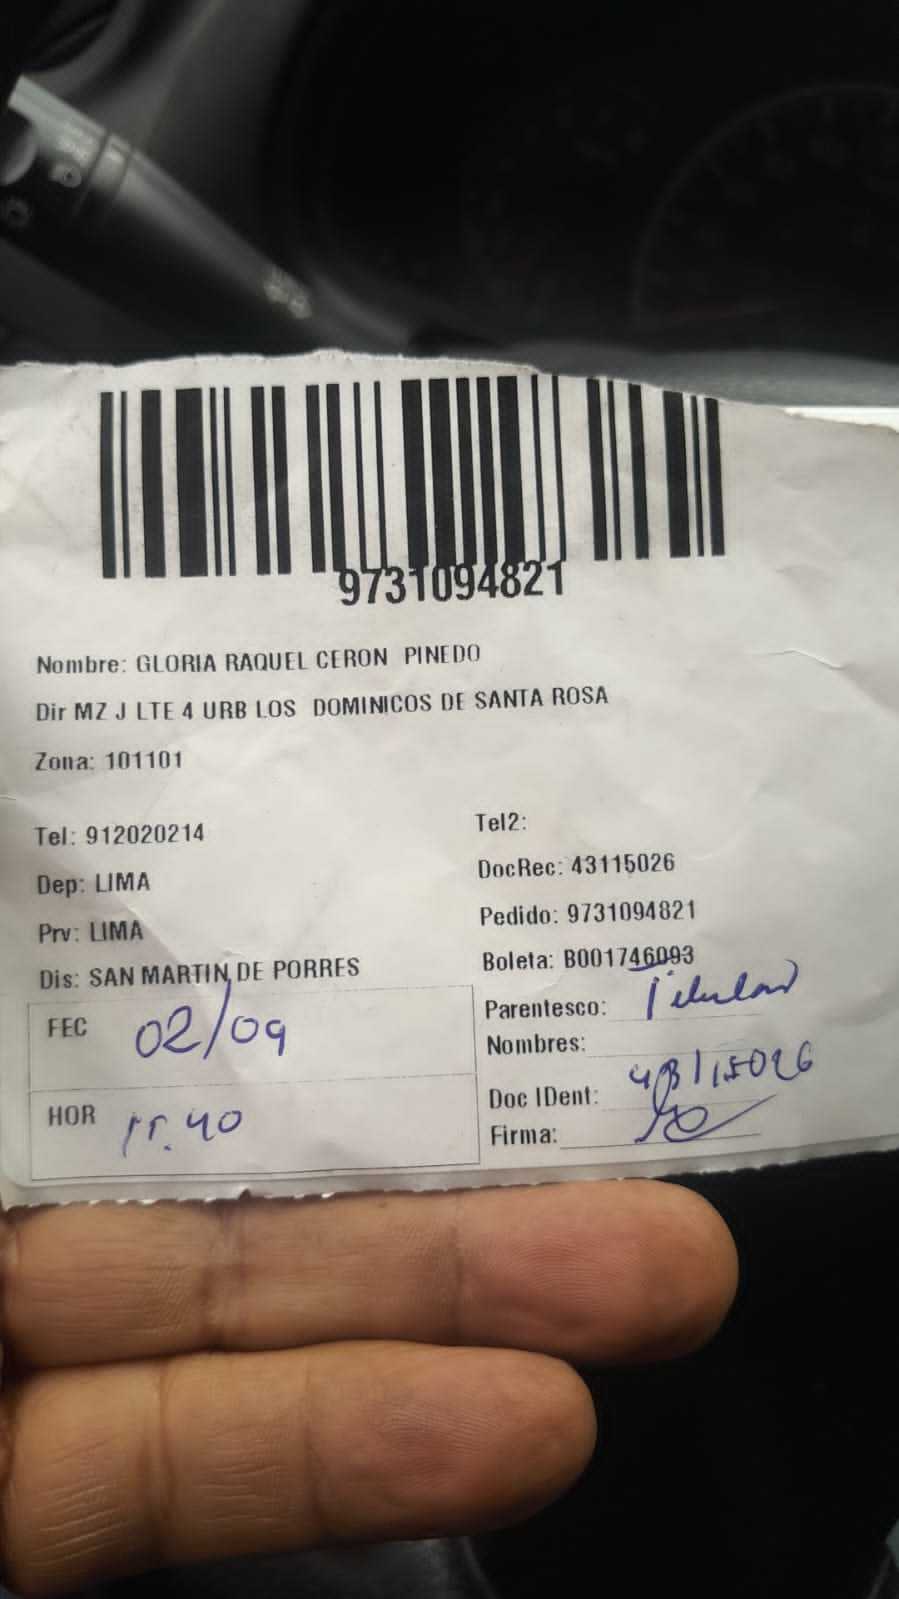 9731094821
Nombre: GLORIA RAQUEL CERON PINEDO
Dir MZ J LTE 4 URB LOS DOMINICOS DE SANTA ROSA
Zona: 101101
Tel: 912020214
Tel2:
Dep: LIMA
DocRec: 43115026
Prv: LIMA
Pedido: 9731094821
Dis: SAN MARTIN DE PORRES
Boleta: B001746093
FEC 02/09
Parentesco: Titular
Nombres:
HOR 11.40
Doc IDent: 43115026
Firma: